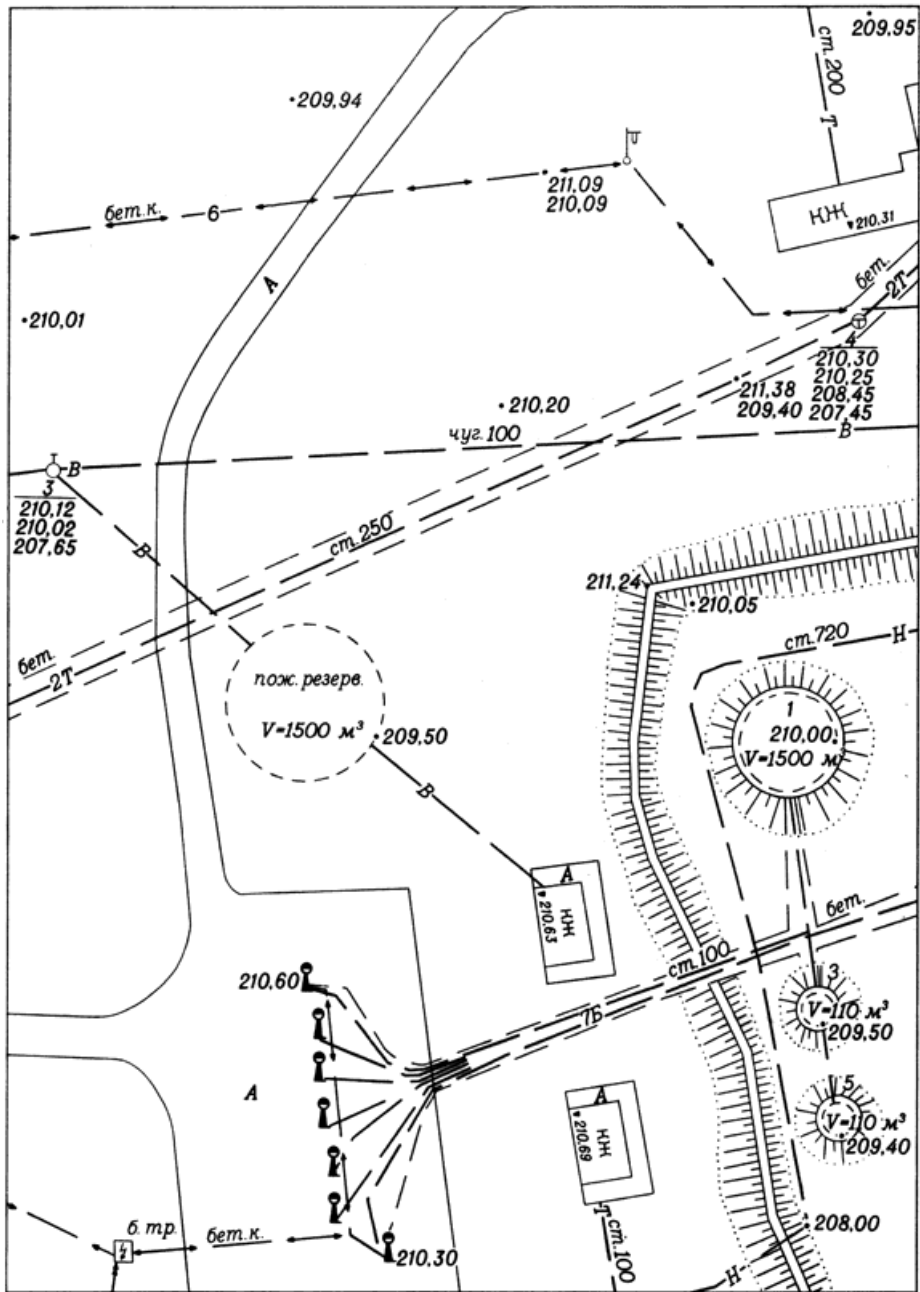 209,95
ст.200
209,94
Т
211,09
210,09
бет.к.
6
КЖ
210,31
А
бет.
2Т
210,01
4
210,30
210,25
208,45
207,45
211,38
209,40
210,20
чуг.100
В
В
3
210,12
210,02
207,65
В
ст.250
211,24
210,05
бет.
2Т
ст.720
Н
пож. резерв.
V=1500 м³
1
210,00
V=1500 м³
209,50
В
А
КЖ
210,63
бет.
ст.100
210,60
3
V=110 м³
209,50
7Б
А
А
КЖ
210,69
5
V=110 м³
209,40
208,00
б. тр.
бет.к.
210,30
Т
ст.100
Н